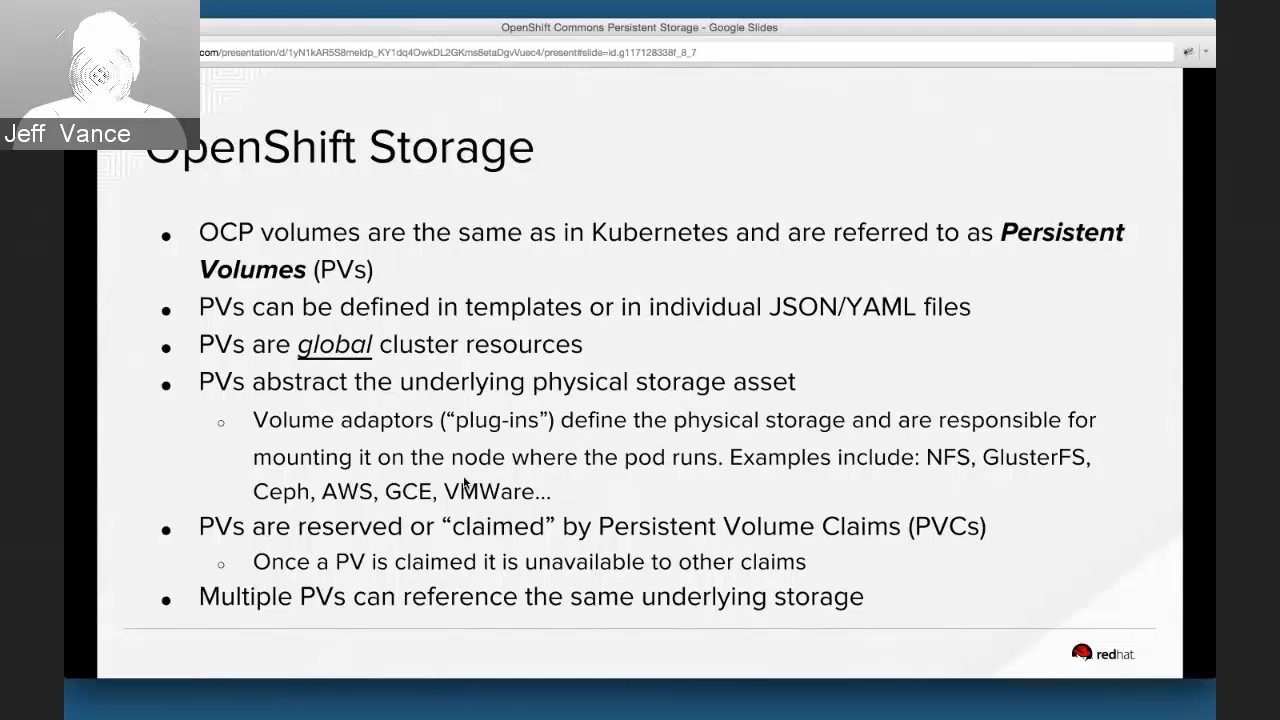 OpenShift Commons Persistent Storage - Google Slides
com/presentation/d/1yN1kAR5S8meldp_KY1dq4OwkDL2GKms6etaDgvVuec4/present#slide=id.g117128338f_8_7
Jeff Vance
OpenShift Storage
● OCP volumes are the same as in Kubernetes and are referred to as Persistent
Volumes (PVs)
● PVs can be defined in templates or in individual JSON/YAML files
● PVs are global cluster resources
● PVs abstract the underlying physical storage asset
○ Volume adaptors (“plug-ins”) define the physical storage and are responsible for
mounting it on the node where the pod runs. Examples include: NFS, GlusterFS,
Ceph, AWS, GCE, VMWare...
● PVs are reserved or “claimed” by Persistent Volume Claims (PVCs)
○ Once a PV is claimed it is unavailable to other claims
● Multiple PVs can reference the same underlying storage
redhat.